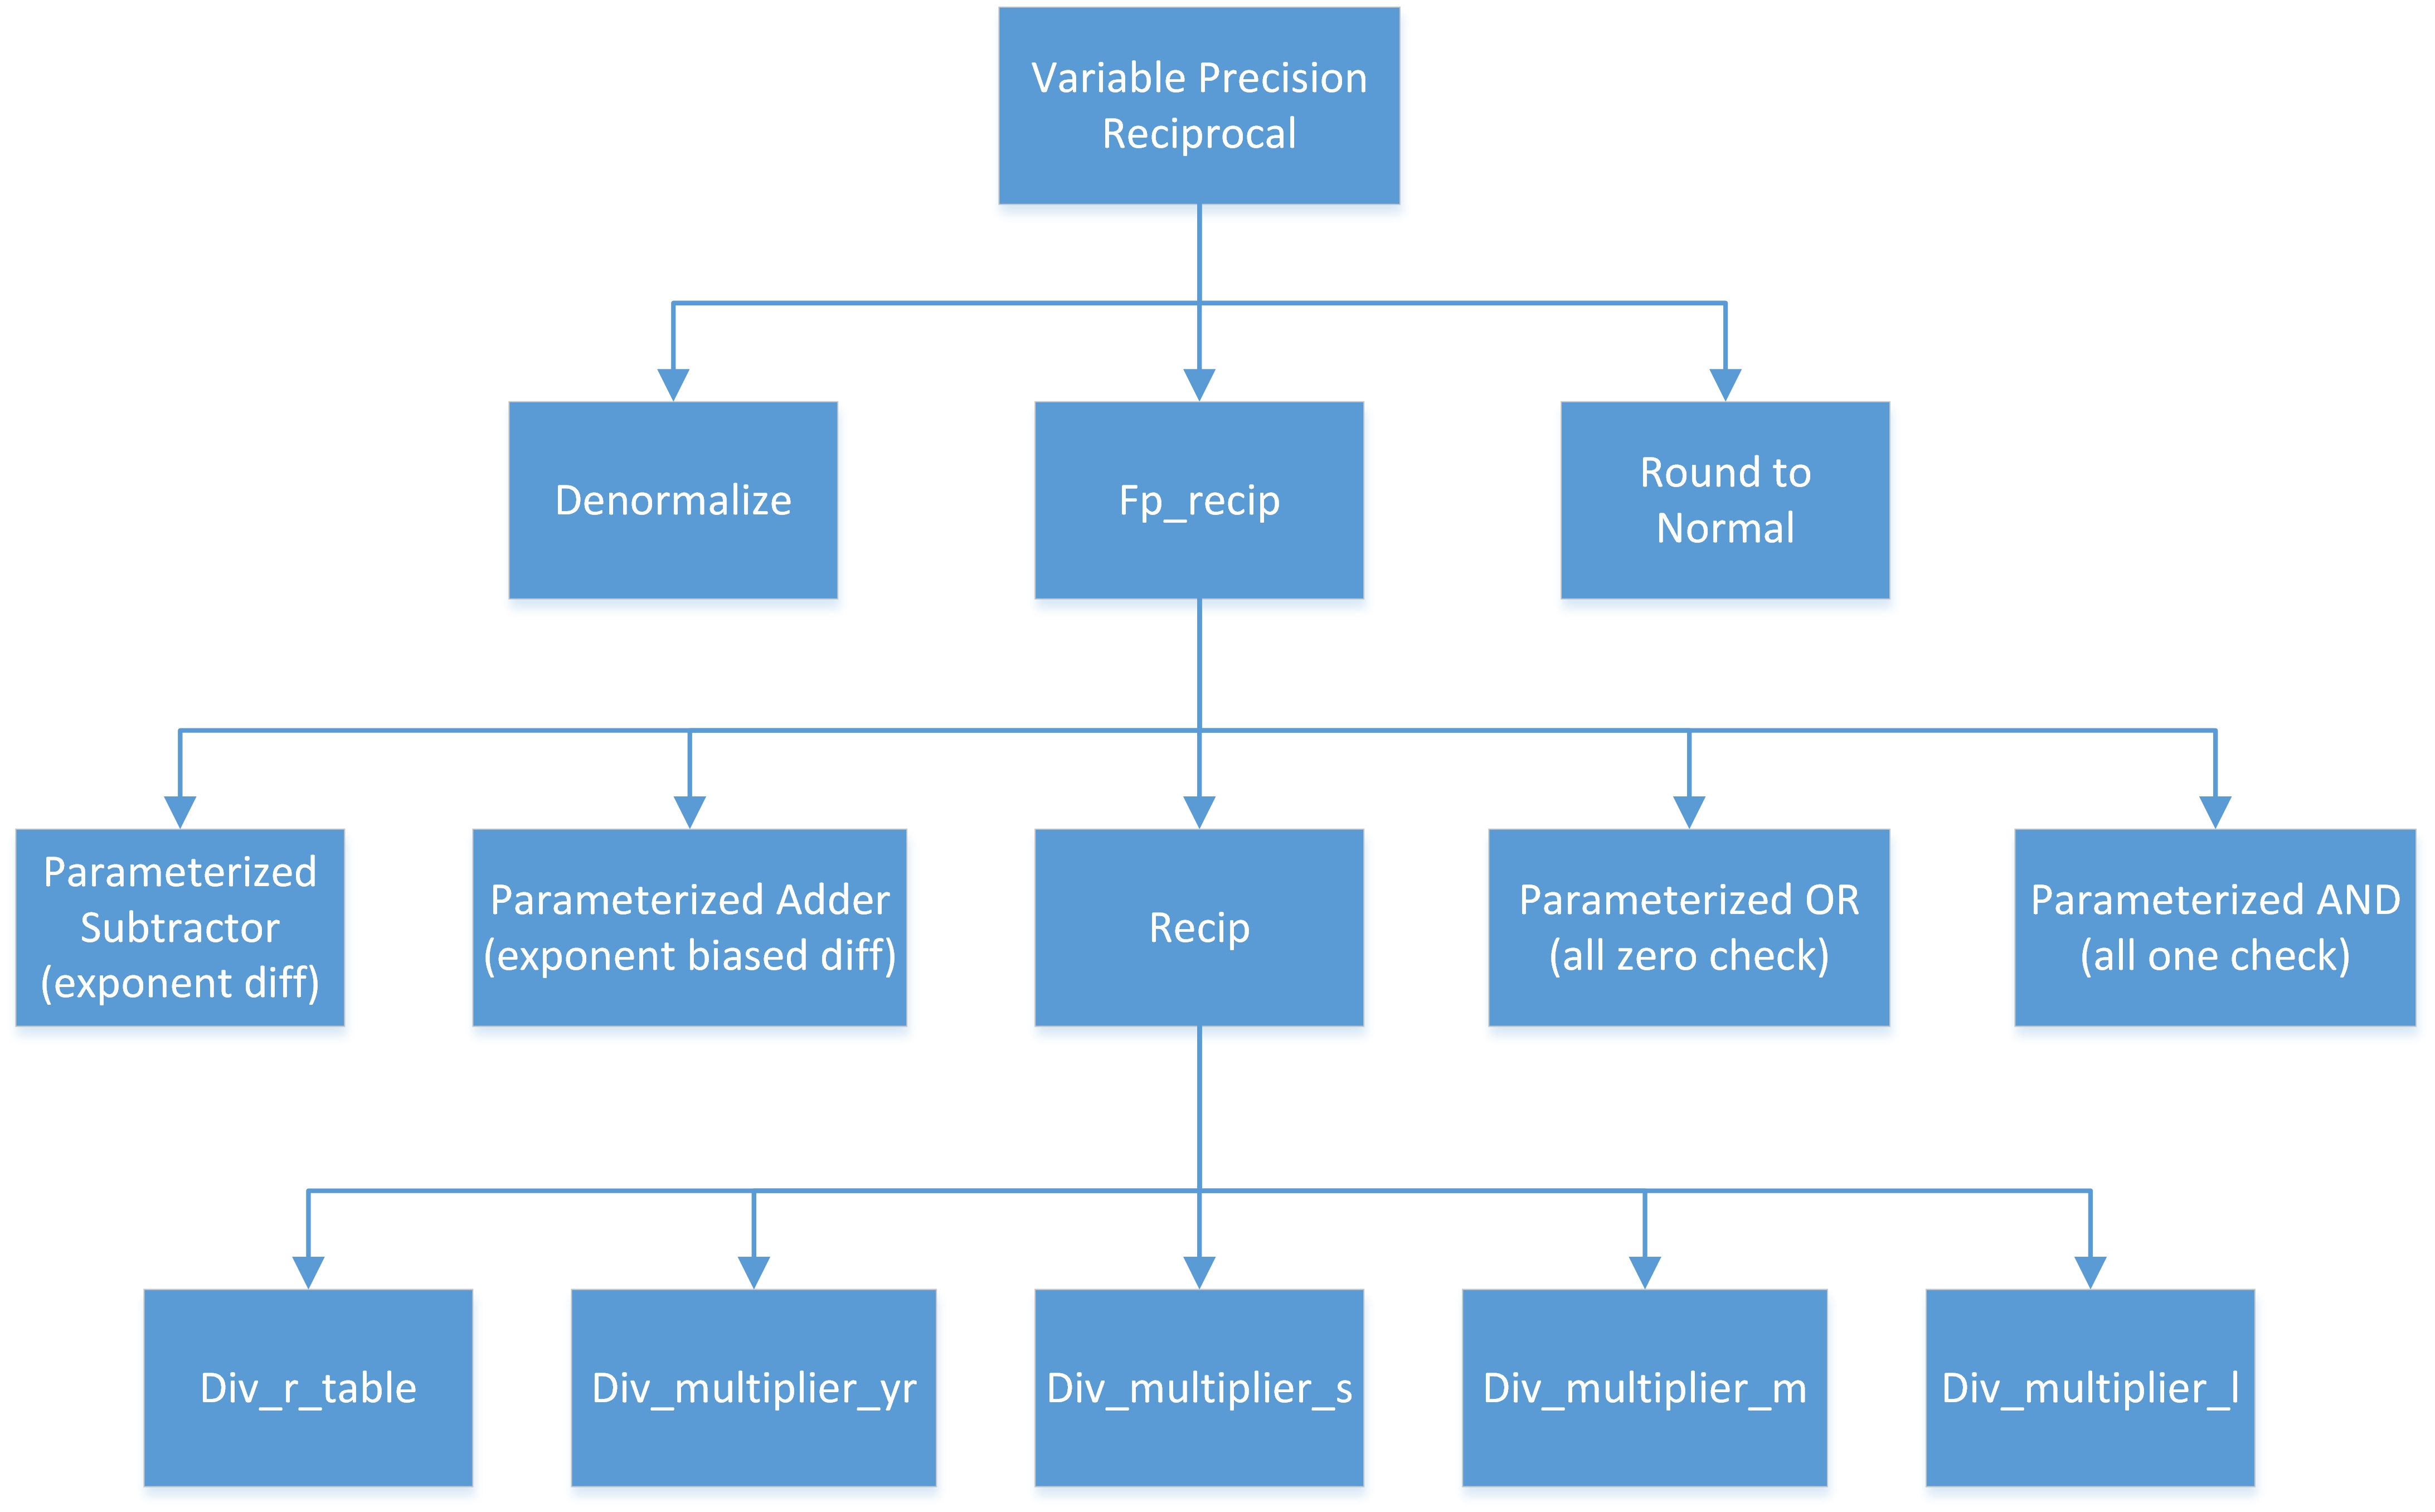 Variable Precision
Reciprocal
Denormalize
Fp_recip
Round to
Normal
Parameterized
Subtractor
(exponent diff)
Parameterized Adder
(exponent biased diff)
Recip
Parameterized OR
(all zero check)
Parameterized AND
(all one check)
Div_r_table
Div_multiplier_yr
Div_multiplier_s
Div_multiplier_m
Div_multiplier_l